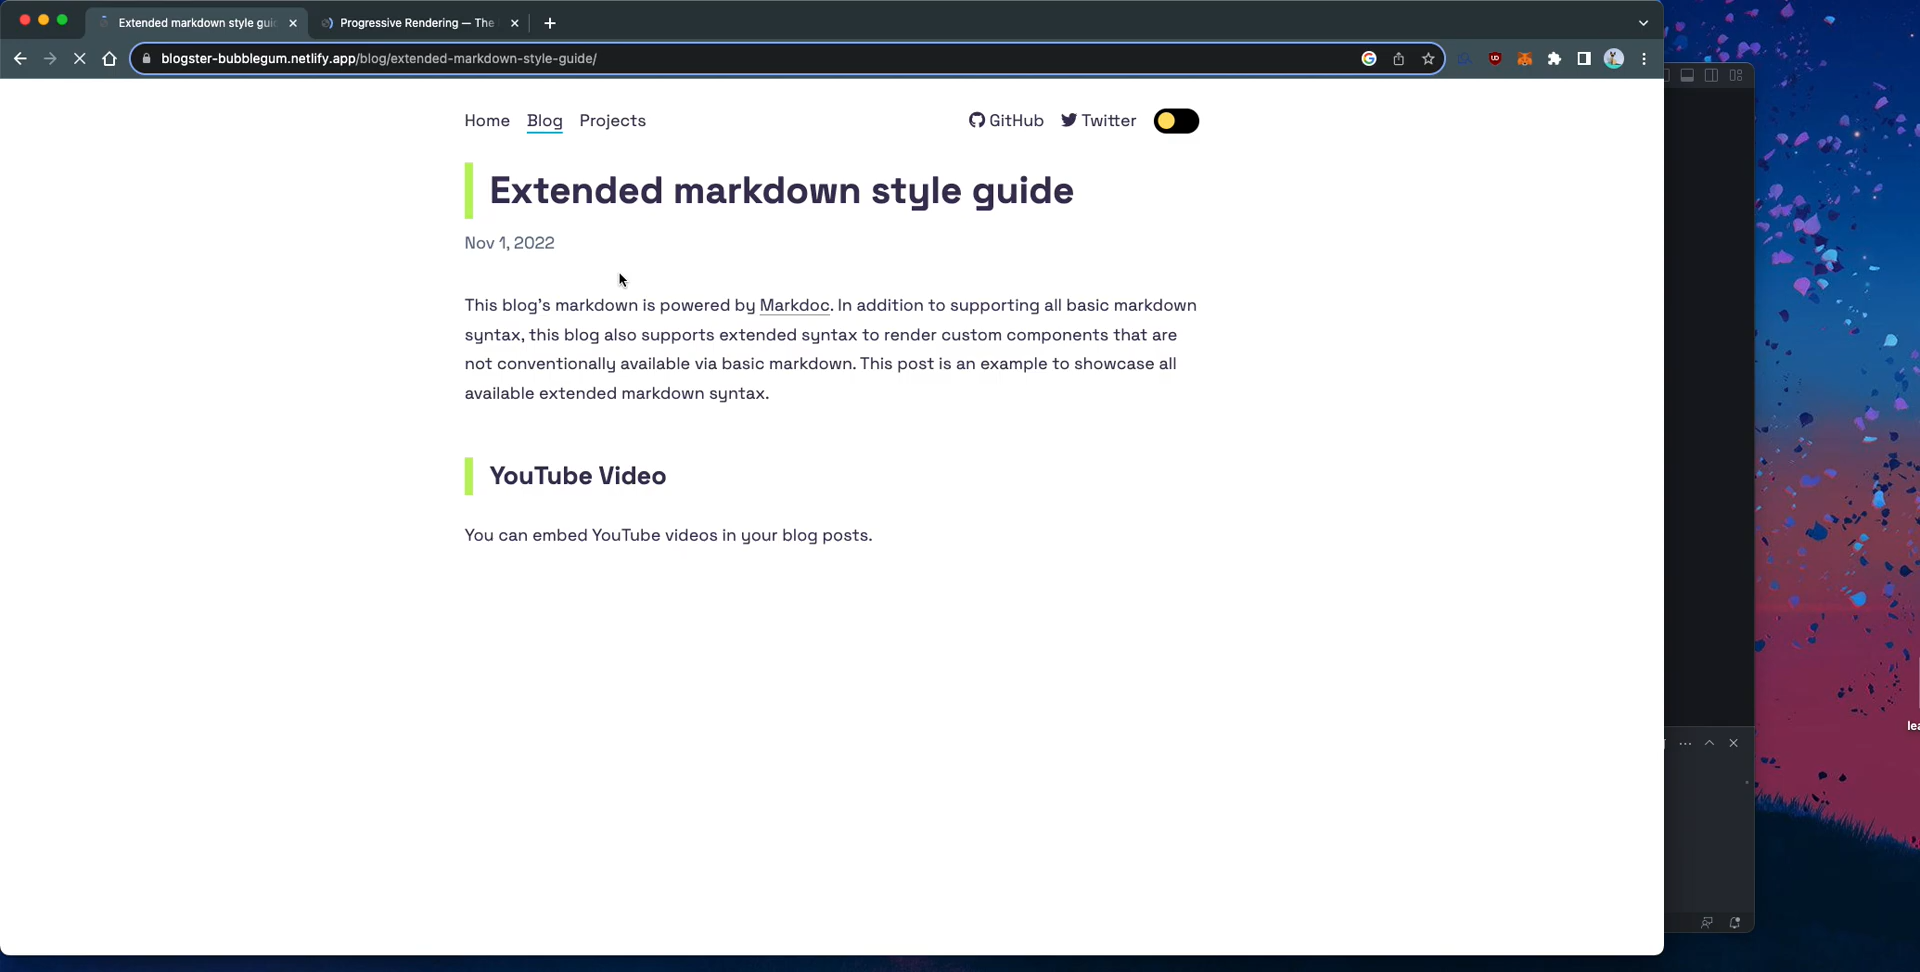 Extended markdown style gui
Progressive Rendering — The
blogster-bubblegum.netlify.app/blog/extended-markdown-style-guide/
Home Blog Projects GitHub Twitter
Extended markdown style guide
Nov 1, 2022
This blog's markdown is powered by Markdoc. In addition to supporting all basic markdown
syntax, this blog also supports extended syntax to render custom components that are
not conventionally available via basic markdown. This post is an example to showcase all
available extended markdown syntax.
YouTube Video
You can embed YouTube videos in your blog posts.
lea